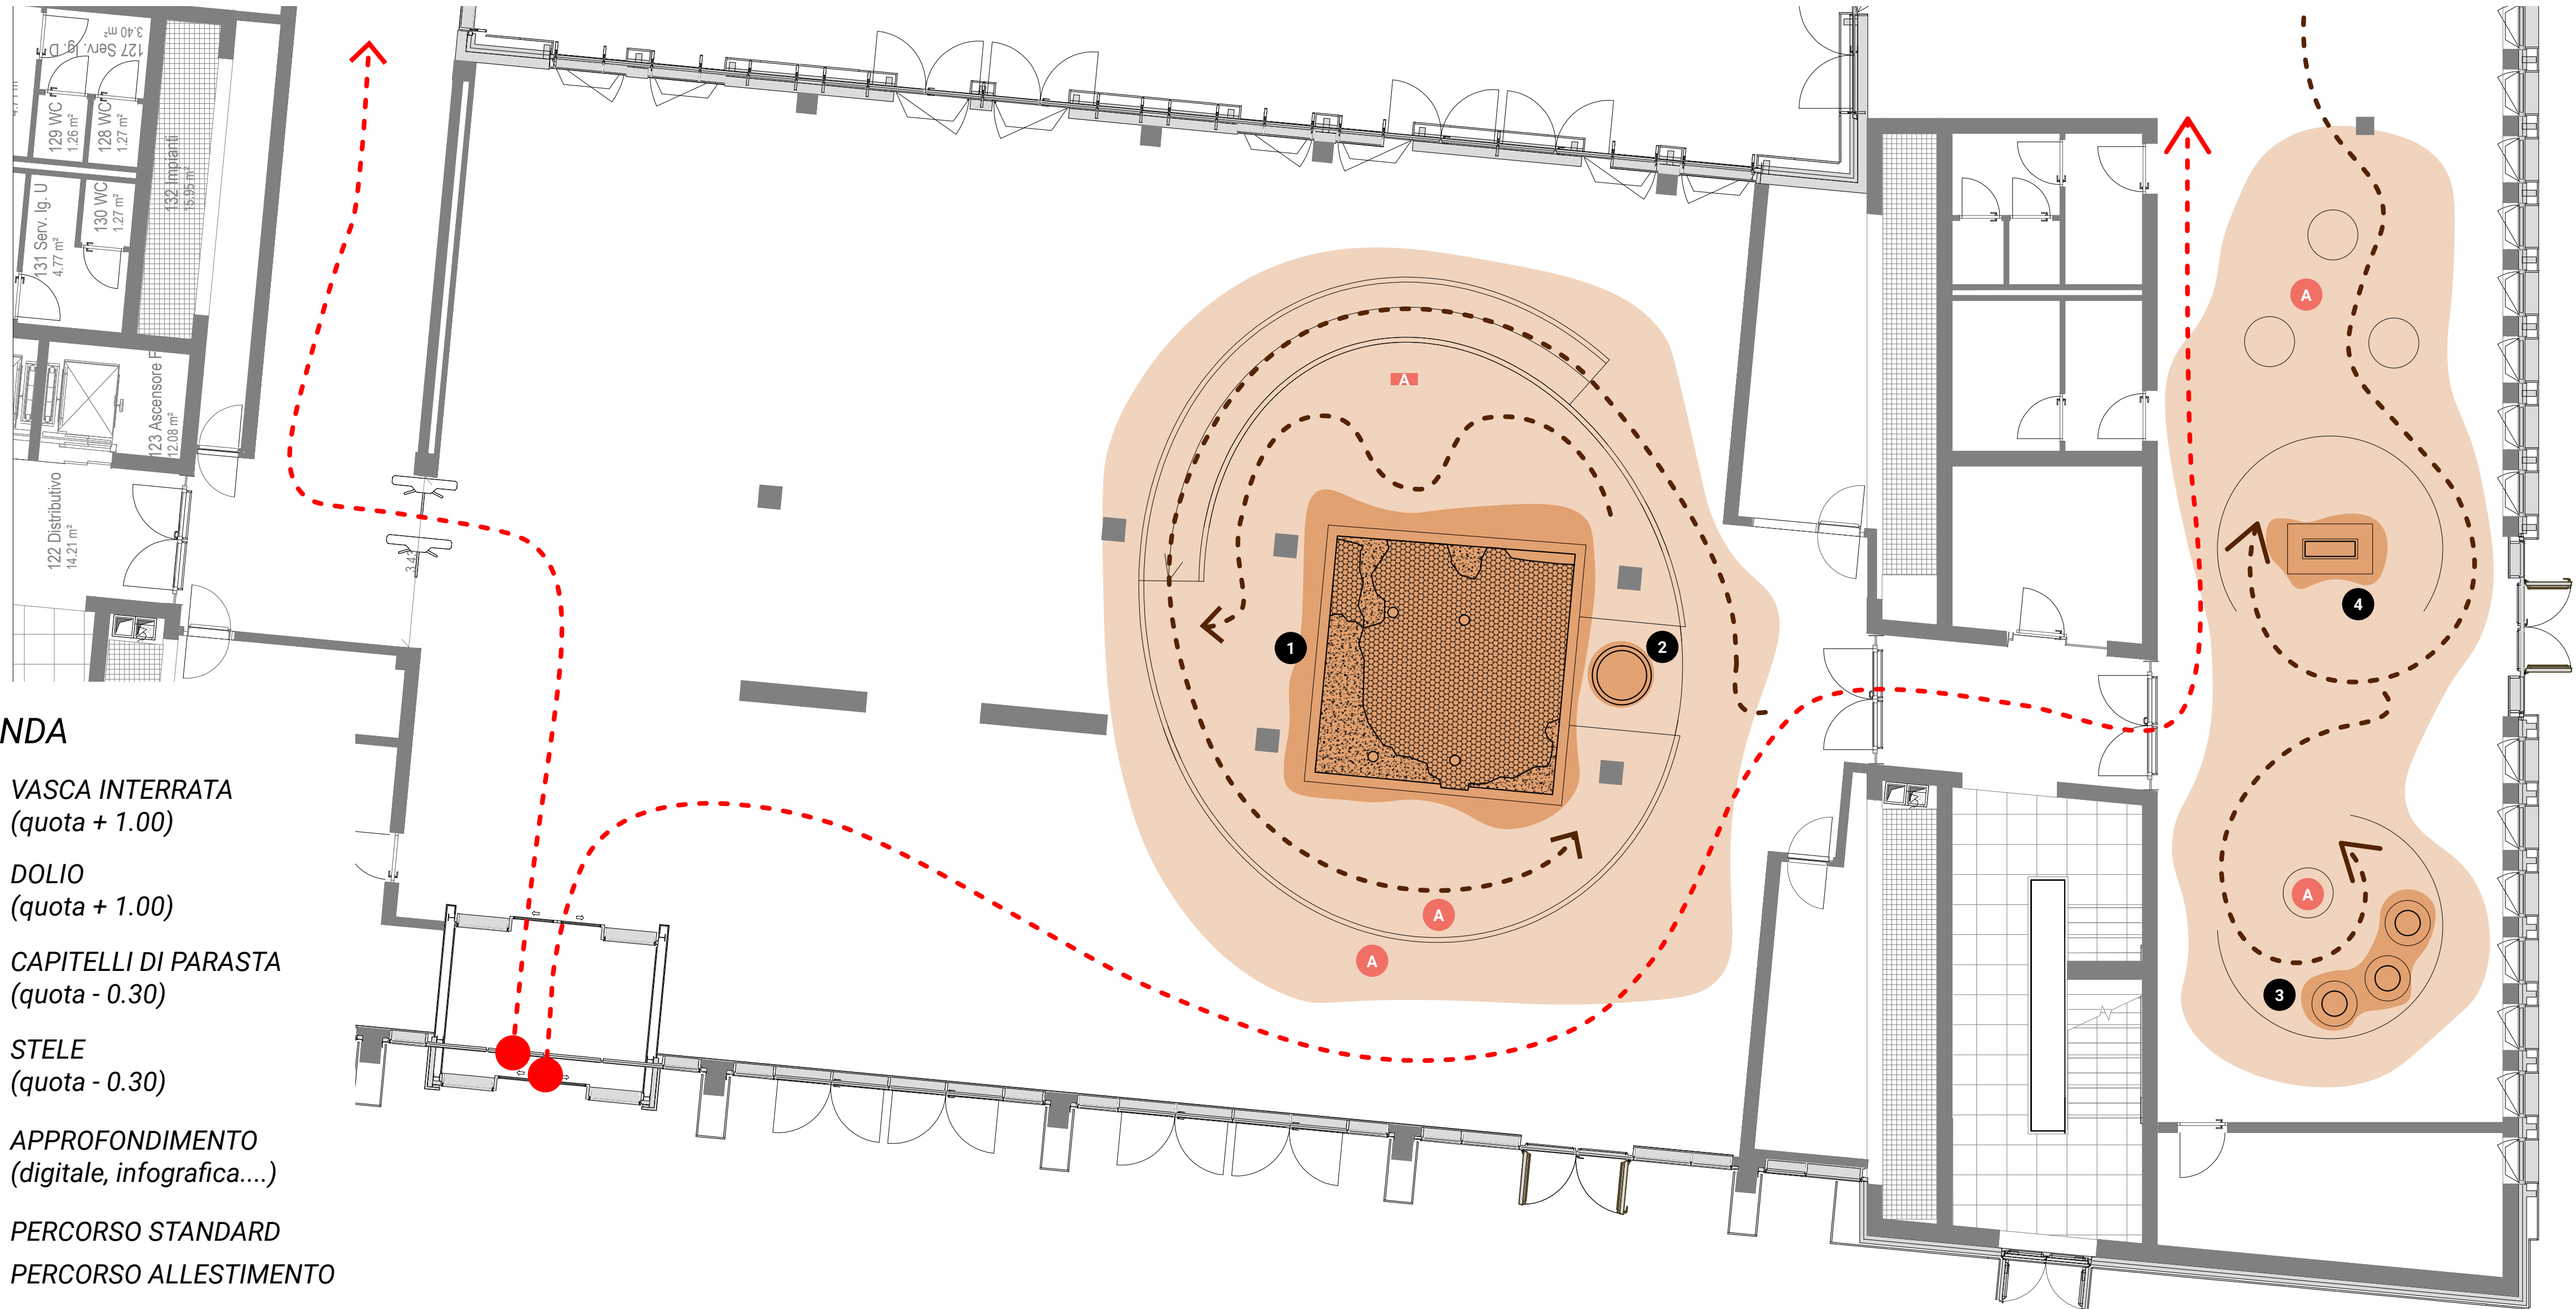 127 Serv. Ig. D
3.40 m²
129 WC
1.26 m²
128 WC
1.27 m²
131 Serv. Ig. U
4.77 m²
130 WC
1.27 m²
132 Impianti
15.95 m²
123 Ascensore F
12.08 m²
122 Distributivo
14.21 m²
3.43
A
A
A
A
A
1
2
3
4
NDA
VASCA INTERRATA
(quota + 1.00)
DOLIO
(quota + 1.00)
CAPITELLI DI PARASTA
(quota - 0.30)
STELE
(quota - 0.30)
APPROFONDIMENTO
(digitale, infografica....)
PERCORSO STANDARD
PERCORSO ALLESTIMENTO